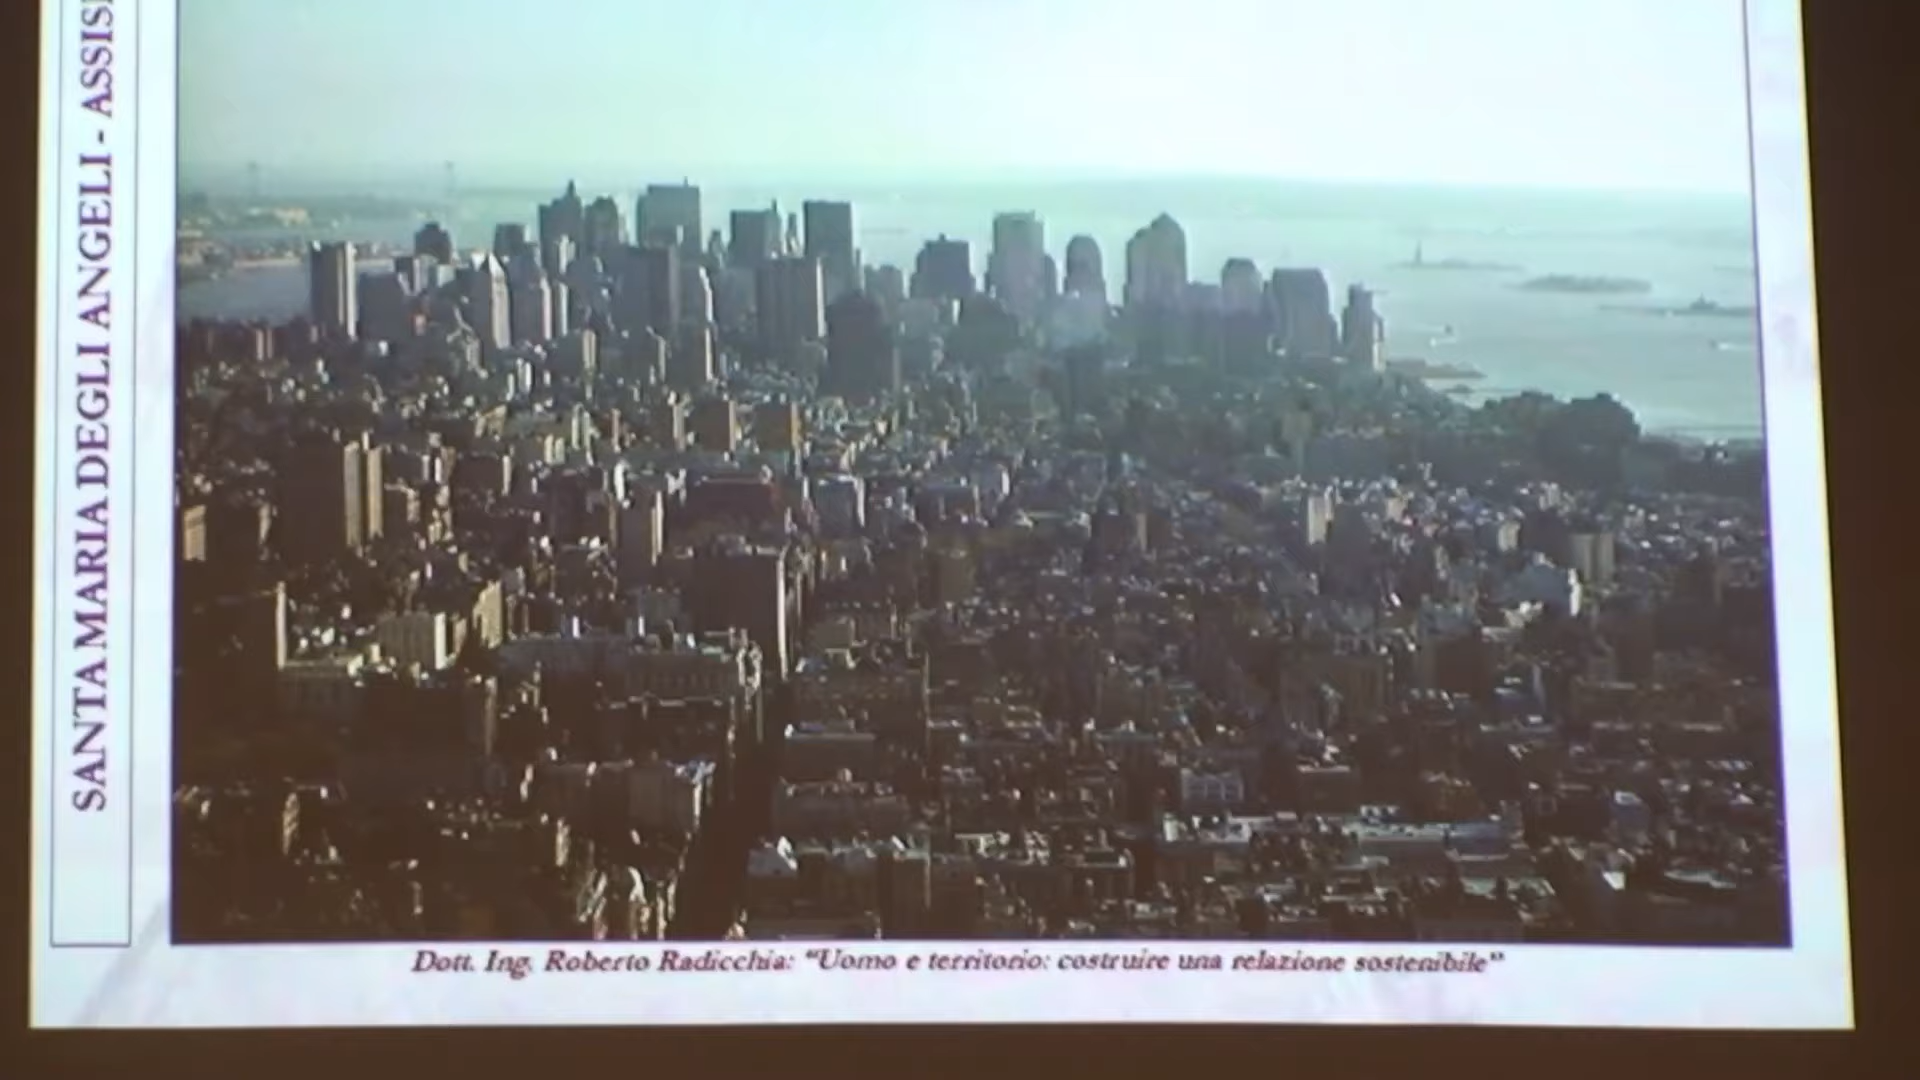 SANTA MARIA DEGLI ANGELI - ASSISI
Dott. Ing. Roberto Radicchia: “Uomo e territorio: costruire una relazione sostenibile”